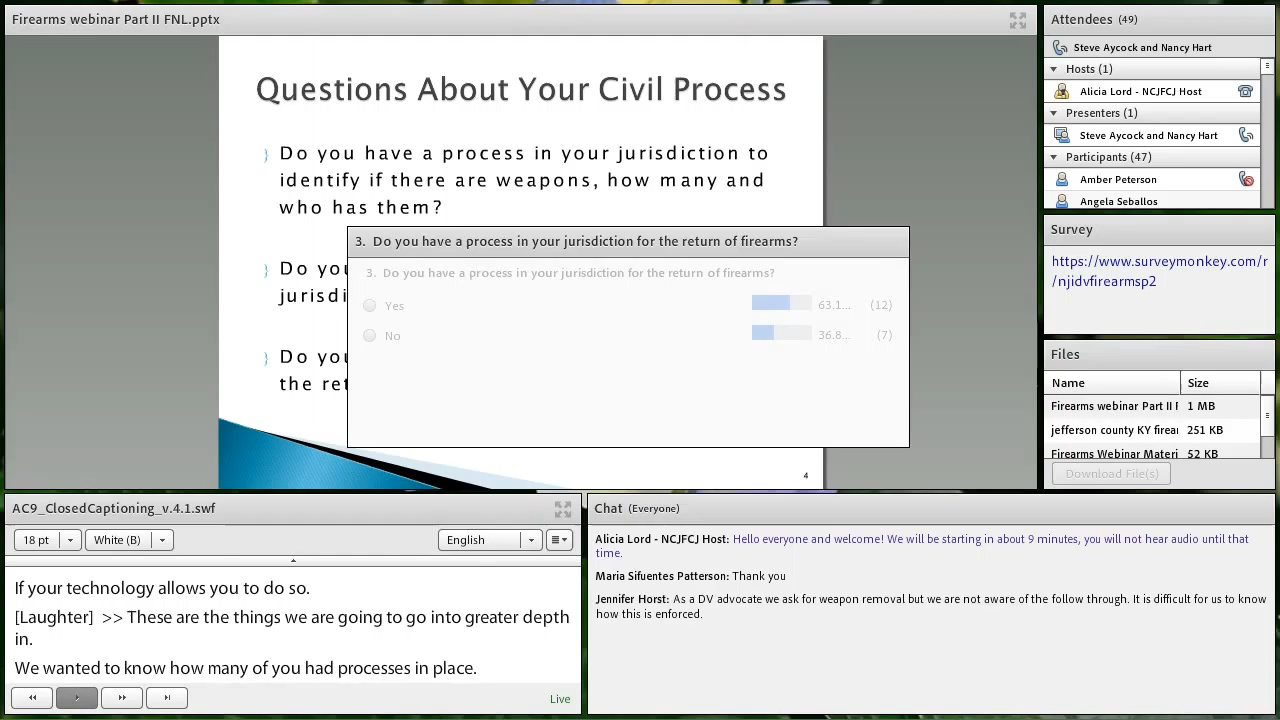 Firearms webinar Part II FNL.pptx
Questions About Your Civil Process
Do you have a process in your jurisdiction to
identify if there are weapons, how many and
who has them?
Do you
jurisdi
Do you
the ret
4
3. Do you have a process in your jurisdiction for the return of firearms?
3. Do you have a process in your jurisdiction for the return of firearms?
Yes 63.1... (12)
No 36.8... (7)
Attendees (49)
Steve Aycock and Nancy Hart
Hosts (1)
Alicia Lord - NCJFCJ Host
Presenters (1)
Steve Aycock and Nancy Hart
Participants (47)
Amber Peterson
Angela Seballos
Survey
https://www.surveymonkey.com/r
/njidvfirearmsp2
Files
Name Size
Firearms webinar Part II F 1 MB
jefferson county KY firear 251 KB
Firearms Webinar Materi 52 KB
Download File(s)
AC9_ClosedCaptioning_v.4.1.swf
18 pt White (B) English
If your technology allows you to do so.
[Laughter] >> These are the things we are going to go into greater depth
in.
We wanted to know how many of you had processes in place.
Live
Chat (Everyone)
Alicia Lord - NCJFCJ Host: Hello everyone and welcome! We will be starting in about 9 minutes, you will not hear audio until that
time.
Maria Sifuentes Patterson: Thank you
Jennifer Horst: As a DV advocate we ask for weapon removal but we are not aware of the follow through. It is difficult for us to know
how this is enforced.